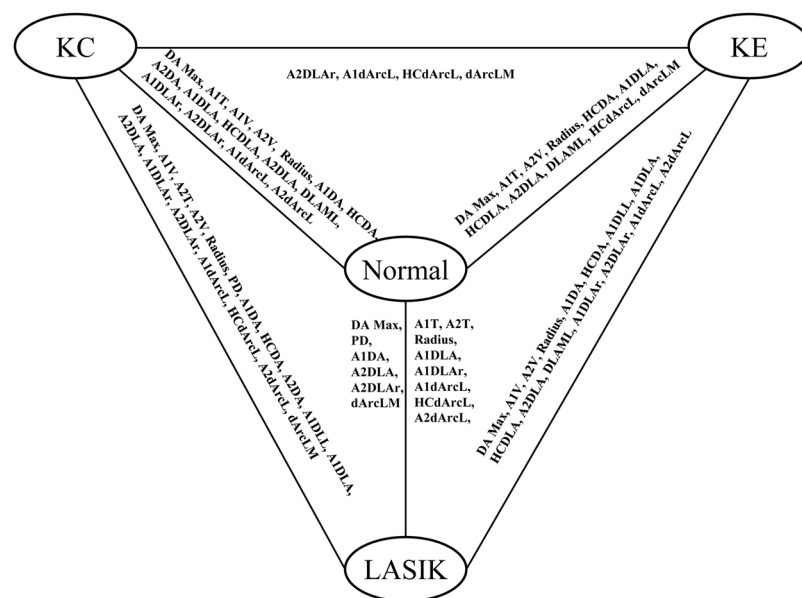 KC
KE
A2DLAr, A1dArcL, HCdArcL, dArcLM
DA Max, A1T, A1V, A2V, Radius, A1DA, HCDA,
A2DA, A1DLA, HCDLA, A2DLA, DLAML,
A1DLAr, A2DLAr, A1dArcL, A2dArcL
DA Max, A1T, A2V, Radius, HCDA, A1DLA,
HCDLA, A2DLA, DLAML, HCdArcL, dArcLM
DA Max, A1V, A2T, A2V, Radius, PD, A1DA, HCDA, A2DA, A1DLL, A1DLA,
A2DLA, A1DLAr, A2DLAr, A1dArcL, HCdArcL, A2dArcL, dArcLM
DA Max, A1V, A2V, Radius, A1DA, HCDA, A1DLL, A1DLA,
HCDLA, A2DLA, DLAML, A1DLAr, A2DLAr, A1dArcL, A2dArcL
Normal
DA Max,
PD,
A1DA,
A2DLA,
A2DLAr,
dArcLM
A1T, A2T,
Radius,
A1DLA,
A1DLAr,
A1dArcL,
HCdArcL,
A2dArcL,
LASIK